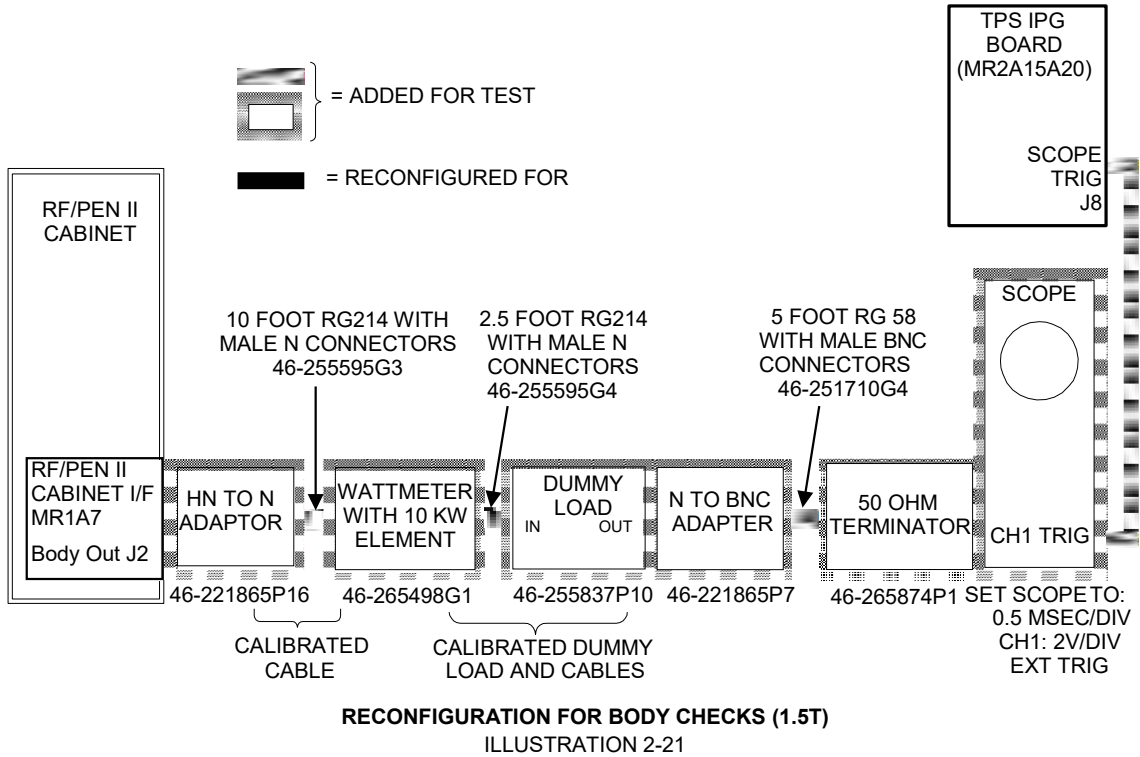 TPS IPG
BOARD
(MR2A15A20)
SCOPE
TRIG
J8
= ADDED FOR TEST
= RECONFIGURED FOR
RF/PEN II
CABINET
10 FOOT RG214 WITH
MALE N CONNECTORS
46-255595G3
2.5 FOOT RG214
WITH MALE N
CONNECTORS
46-255595G4
5 FOOT RG 58
WITH MALE BNC
CONNECTORS
46-251710G4
SCOPE
CH1 TRIG
RF/PEN II
CABINET I/F
MR1A7
Body Out J2
HN TO N
ADAPTOR
WATTMETER
WITH 10 KW
ELEMENT
DUMMY
LOAD
IN OUT
N TO BNC
ADAPTER
50 OHM
TERMINATOR
46-221865P16
46-265498G1
46-255837P10
46-221865P7
46-265874P1
SET SCOPE TO:
0.5 MSEC/DIV
CH1: 2V/DIV
EXT TRIG
CALIBRATED
CABLE
CALIBRATED DUMMY
LOAD AND CABLES
RECONFIGURATION FOR BODY CHECKS (1.5T)
ILLUSTRATION 2-21